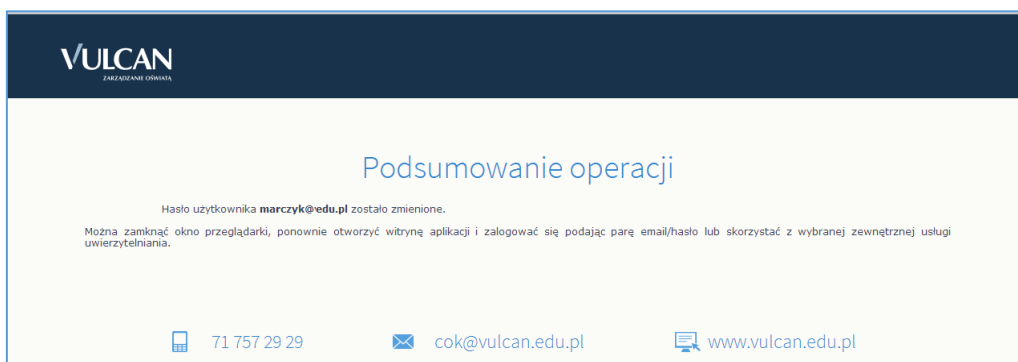 VULCAN
ZARZĄDZANIE OŚWIATĄ
Podsumowanie operacji
Hasło użytkownika marczyk@edu.pl zostało zmienione.
Można zamknąć okno przeglądarki, ponownie otworzyć witrynę aplikacji i zalogować się podając parę email/hasło lub skorzystać z wybranej zewnętrznej usługi
uwierzytelniania.
71 757 29 29 cok@vulcan.edu.pl www.vulcan.edu.pl